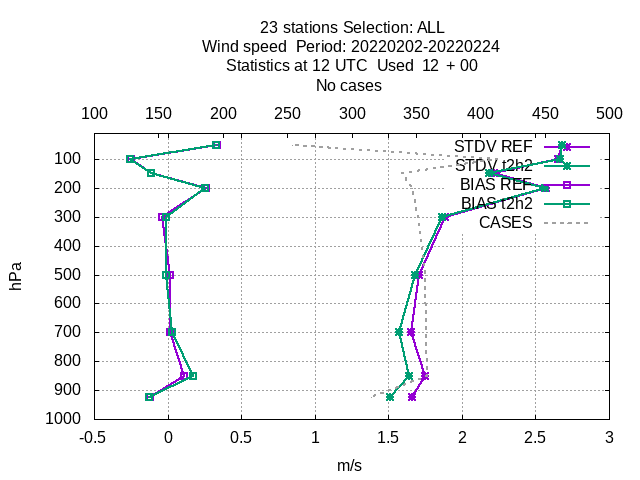 23 stations Selection: ALL
Wind speed  Period: 20220202-20220224
Statistics at 12 UTC  Used  12  + 00
No cases
100 150 200 250 300 350 400 450 500
STDV REF
STDV t2h2
BIAS REF
BIAS t2h2
CASES
100
200
300
400
500
600
700
800
900
1000
hPa
-0.5 0 0.5 1 1.5 2 2.5 3
m/s